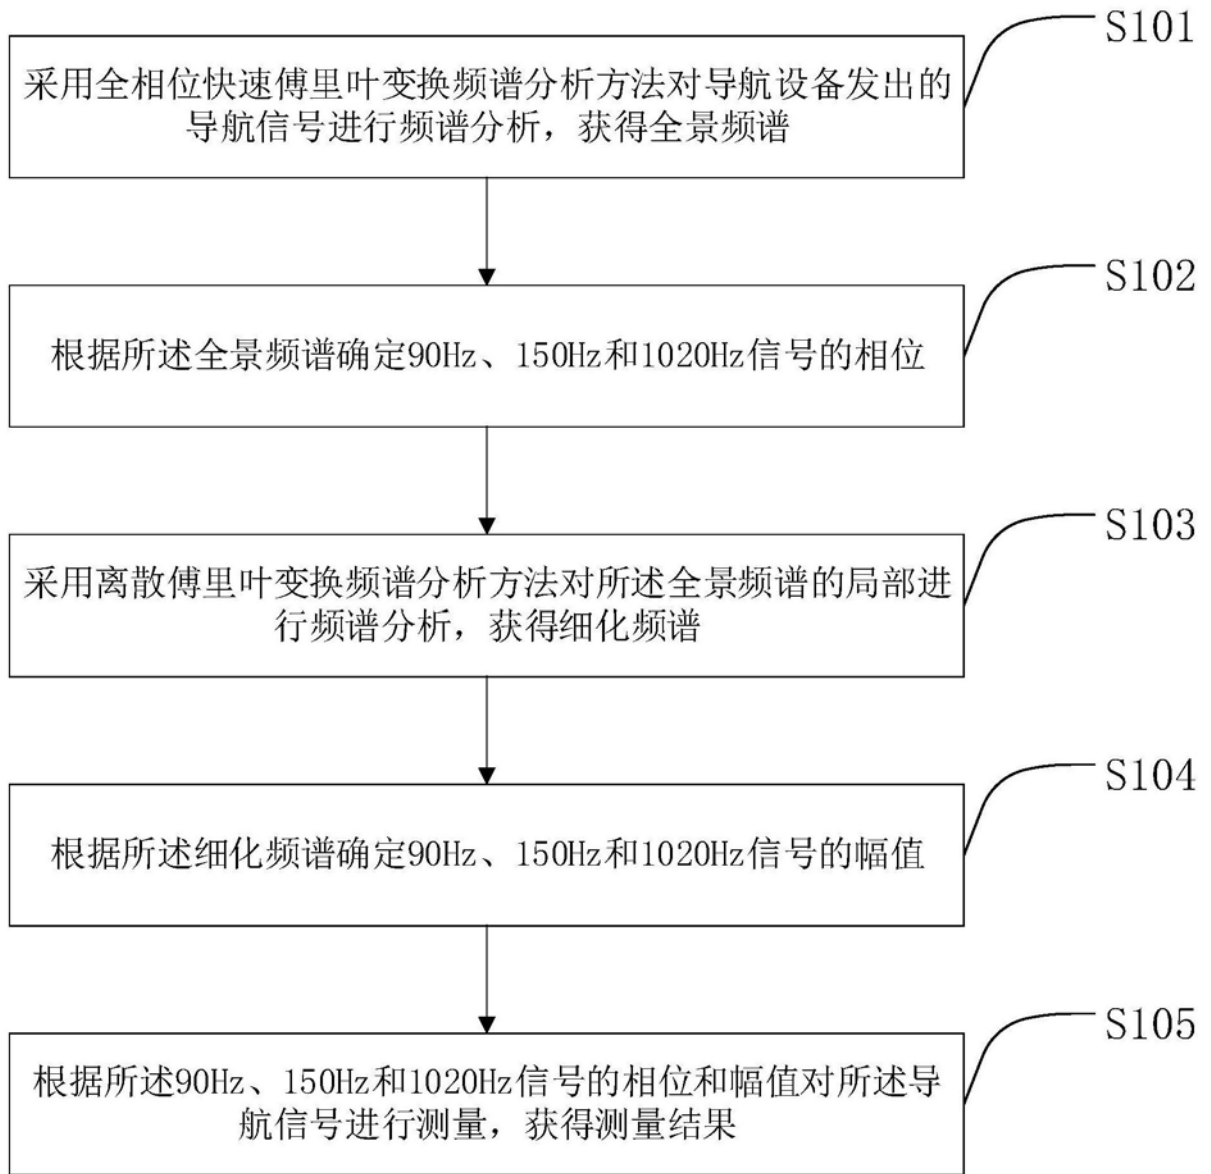 S101
采用全相位快速傅里叶变换频谱分析方法对导航设备发出的
导航信号进行频谱分析，获得全景频谱
S102
根据所述全景频谱确定90Hz、150Hz和1020Hz信号的相位
S103
采用离散傅里叶变换频谱分析方法对所述全景频谱的局部进
行频谱分析，获得细化频谱
S104
根据所述细化频谱确定90Hz、150Hz和1020Hz信号的幅值
S105
根据所述90Hz、150Hz和1020Hz信号的相位和幅值对所述导
航信号进行测量，获得测量结果